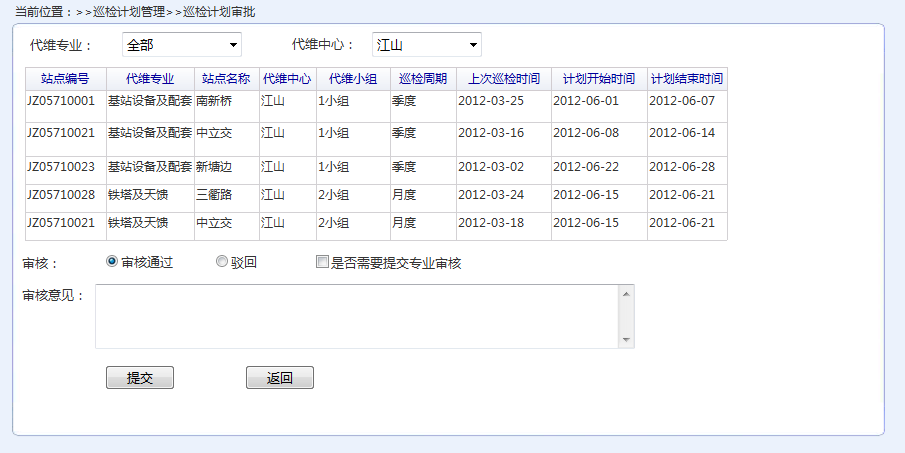 当前位置：>>巡检计划管理>>巡检计划审批
代维专业： 全部 代维中心： 江山
站点编号 代维专业 站点名称 代维中心 代维小组 巡检周期 上次巡检时间 计划开始时间 计划结束时间
JZ05710001 基站设备及配套 南新桥 江山 1小组 季度 2012-03-25 2012-06-01 2012-06-07
JZ05710021 基站设备及配套 中立交 江山 1小组 季度 2012-03-16 2012-06-08 2012-06-14
JZ05710023 基站设备及配套 新塘边 江山 1小组 季度 2012-03-02 2012-06-22 2012-06-28
JZ05710028 铁塔及天馈 三衢路 江山 2小组 月度 2012-03-24 2012-06-15 2012-06-21
JZ05710021 铁塔及天馈 中立交 江山 2小组 月度 2012-03-18 2012-06-15 2012-06-21
审核： 审核通过 驳回 是否需要提交专业审核
审核意见：
提交 返回